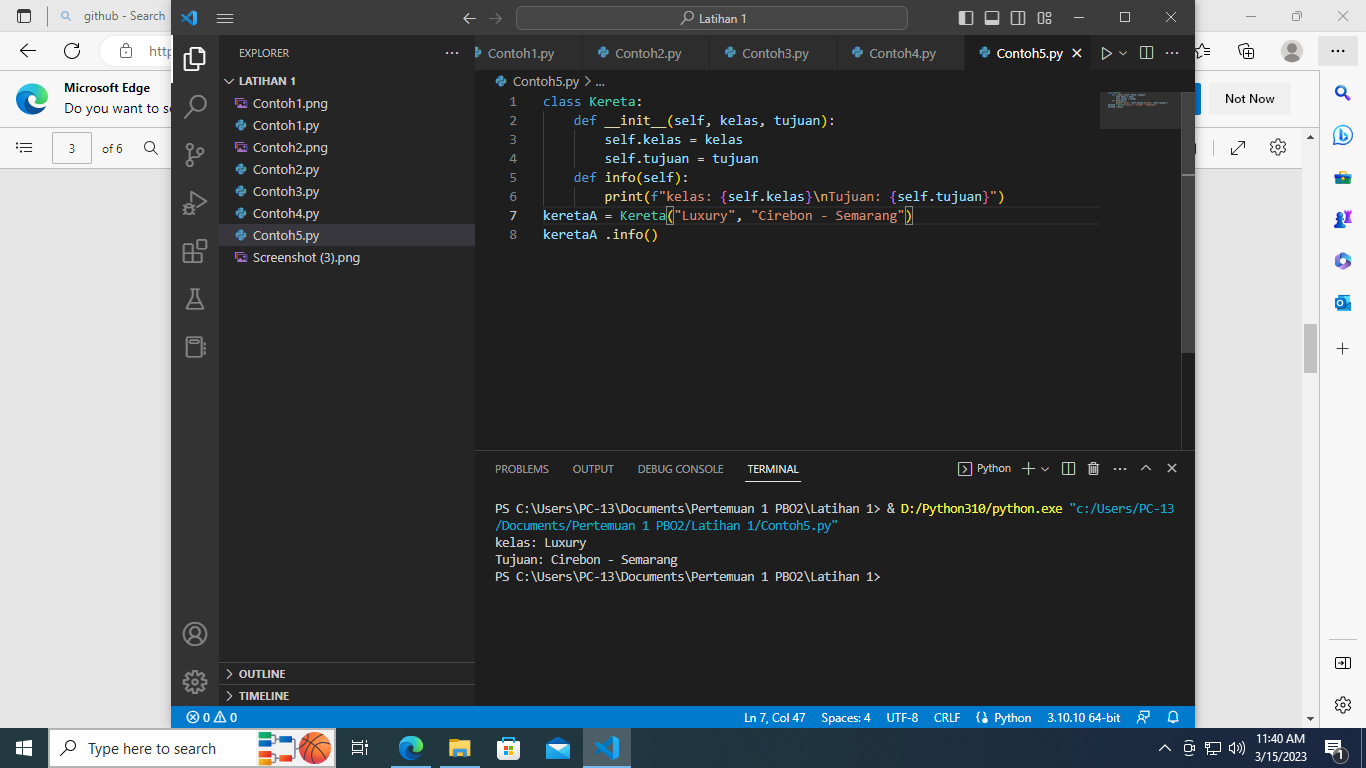 github - Search
http
Microsoft Edge
Do you want to s
Not Now
3 of 6
Latihan 1
EXPLORER
LATIHAN 1
Contoh1.png
Contoh1.py
Contoh2.png
Contoh2.py
Contoh3.py
Contoh4.py
Contoh5.py
Screenshot (3).png
OUTLINE
TIMELINE
Contoh1.py Contoh2.py Contoh3.py Contoh4.py Contoh5.py
Contoh5.py > ...
1 class Kereta:
2 def __init__(self, kelas, tujuan):
3 self.kelas = kelas
4 self.tujuan = tujuan
5 def info(self):
6 print(f"kelas: {self.kelas}\nTujuan: {self.tujuan}")
7 keretaA = Kereta("Luxury", "Cirebon - Semarang")
8 keretaA .info()
PROBLEMS OUTPUT DEBUG CONSOLE TERMINAL Python
PS C:\Users\PC-13\Documents\Pertemuan 1 PBO2\Latihan 1> & D:/Python310/python.exe "c:/Users/PC-13
/Documents/Pertemuan 1 PBO2/Latihan 1/Contoh5.py"
kelas: Luxury
Tujuan: Cirebon - Semarang
PS C:\Users\PC-13\Documents\Pertemuan 1 PBO2\Latihan 1>
0 0 Ln 7, Col 47 Spaces: 4 UTF-8 CRLF Python 3.10.10 64-bit
Type here to search
11:40 AM
3/15/2023
1